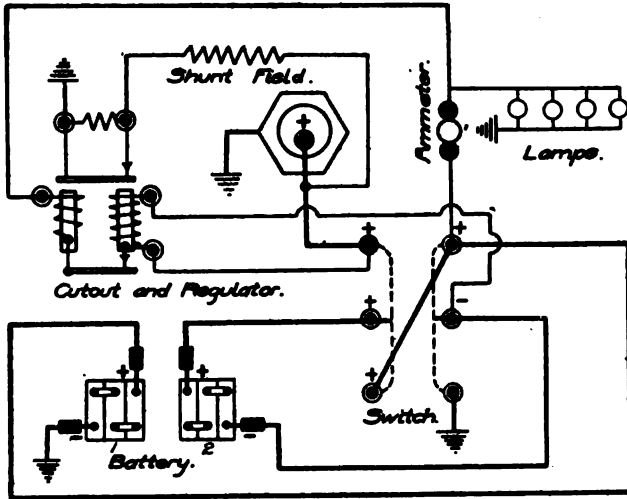 Shunt Field.
Ammeter.
+
Lamps.
+
+
Cutout and Regulator.
+
-
+
+
+
Switch
-
-
1
2
Battery.